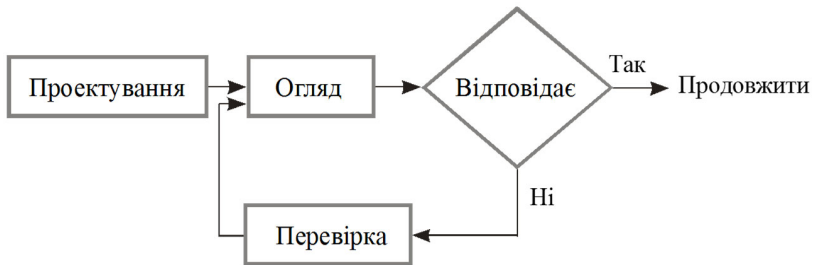 Проектування
Огляд
Відповідає
Так
Продовжити
Ні
Перевірка